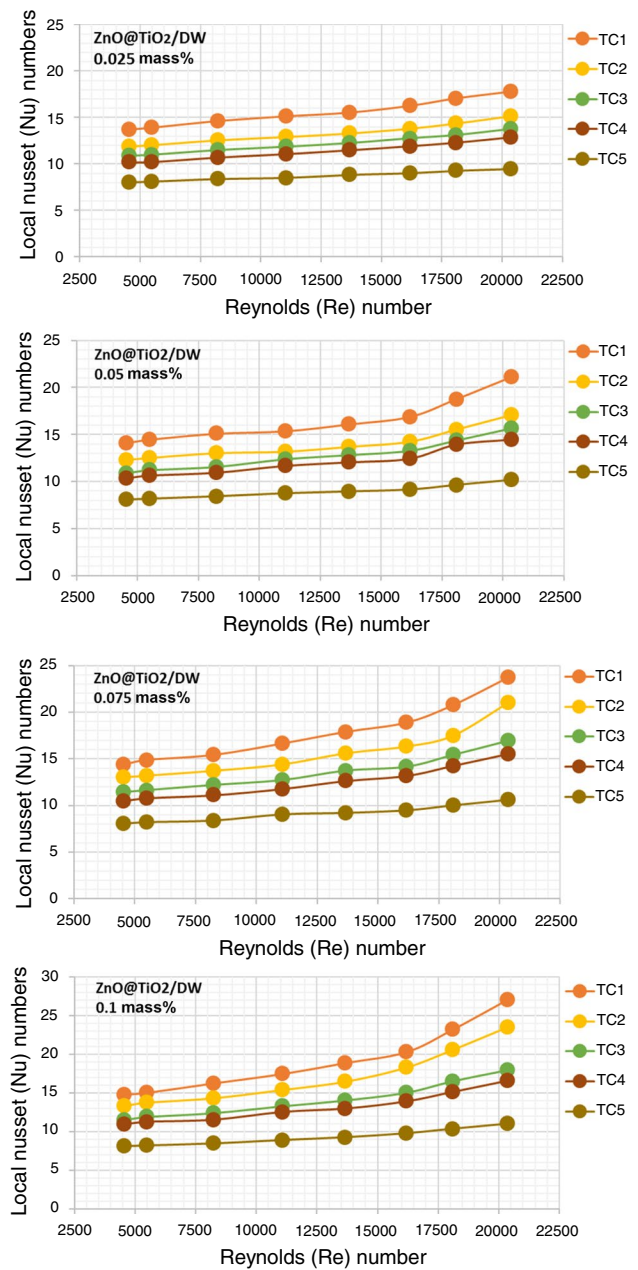 ZnO@TiO₂/DW
0.025 mass%
Local nusset (Nu) numbers
25
20
15
10
5
0
2500 5000 7500 10000 12500 15000 17500 20000 22500
Reynolds (Re) number
TC1
TC2
TC3
TC4
TC5
ZnO@TiO2/DW
0.05 mass%
Local nusset (Nu) numbers
25
20
15
10
5
0
2500 5000 7500 10000 12500 15000 17500 20000 22500
Reynolds (Re) number
TC1
TC2
TC3
TC4
TC5
ZnO@TiO2/DW
0.075 mass%
Local nusset (Nu) numbers
25
20
15
10
5
0
2500 5000 7500 10000 12500 15000 17500 20000 22500
Reynolds (Re) number
TC1
TC2
TC3
TC4
TC5
ZnO@TiO2/DW
0.1 mass%
Local nusset (Nu) numbers
30
25
20
15
10
5
0
2500 5000 7500 10000 12500 15000 17500 20000 22500
Reynolds (Re) number
TC1
TC2
TC3
TC4
TC5